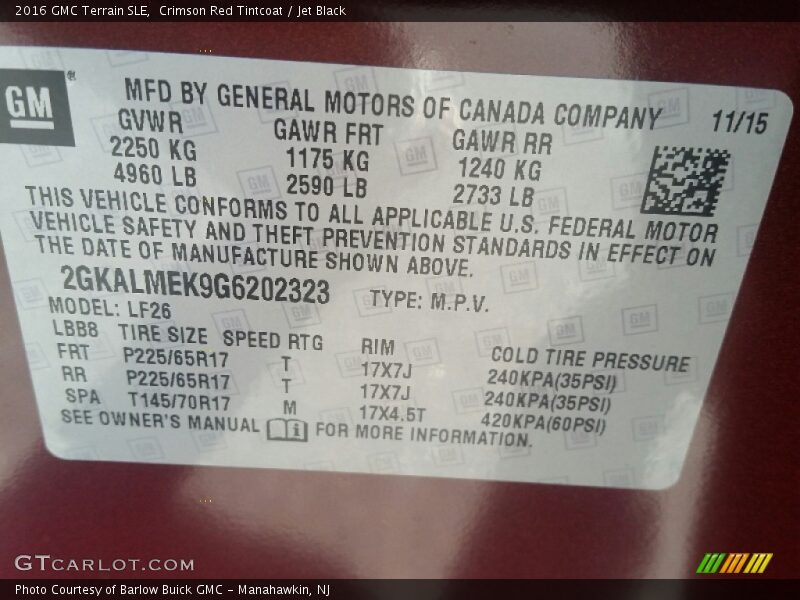 2016 GMC Terrain SLE,  Crimson Red Tintcoat / Jet Black
GM®
MFD BY GENERAL MOTORS OF CANADA COMPANY 11/15
GVWR GAWR FRT GAWR RR
2250 KG 1175 KG 1240 KG
4960 LB 2590 LB 2733 LB
THIS VEHICLE CONFORMS TO ALL APPLICABLE U.S. FEDERAL MOTOR
VEHICLE SAFETY AND THEFT PREVENTION STANDARDS IN EFFECT ON
THE DATE OF MANUFACTURE SHOWN ABOVE.
2GKALMEK9G6202323 TYPE: M.P.V.
MODEL: LF26
LBB8 TIRE SIZE SPEED RTG RIM COLD TIRE PRESSURE
FRT P225/65R17 T 17X7J 240KPA(35PSI)
RR P225/65R17 T 17X7J 240KPA(35PSI)
SPA T145/70R17 M 17X4.5T 420KPA(60PSI)
SEE OWNER'S MANUAL FOR MORE INFORMATION.
GTCARLOT.COM
Photo Courtesy of Barlow Buick GMC - Manahawkin, NJ